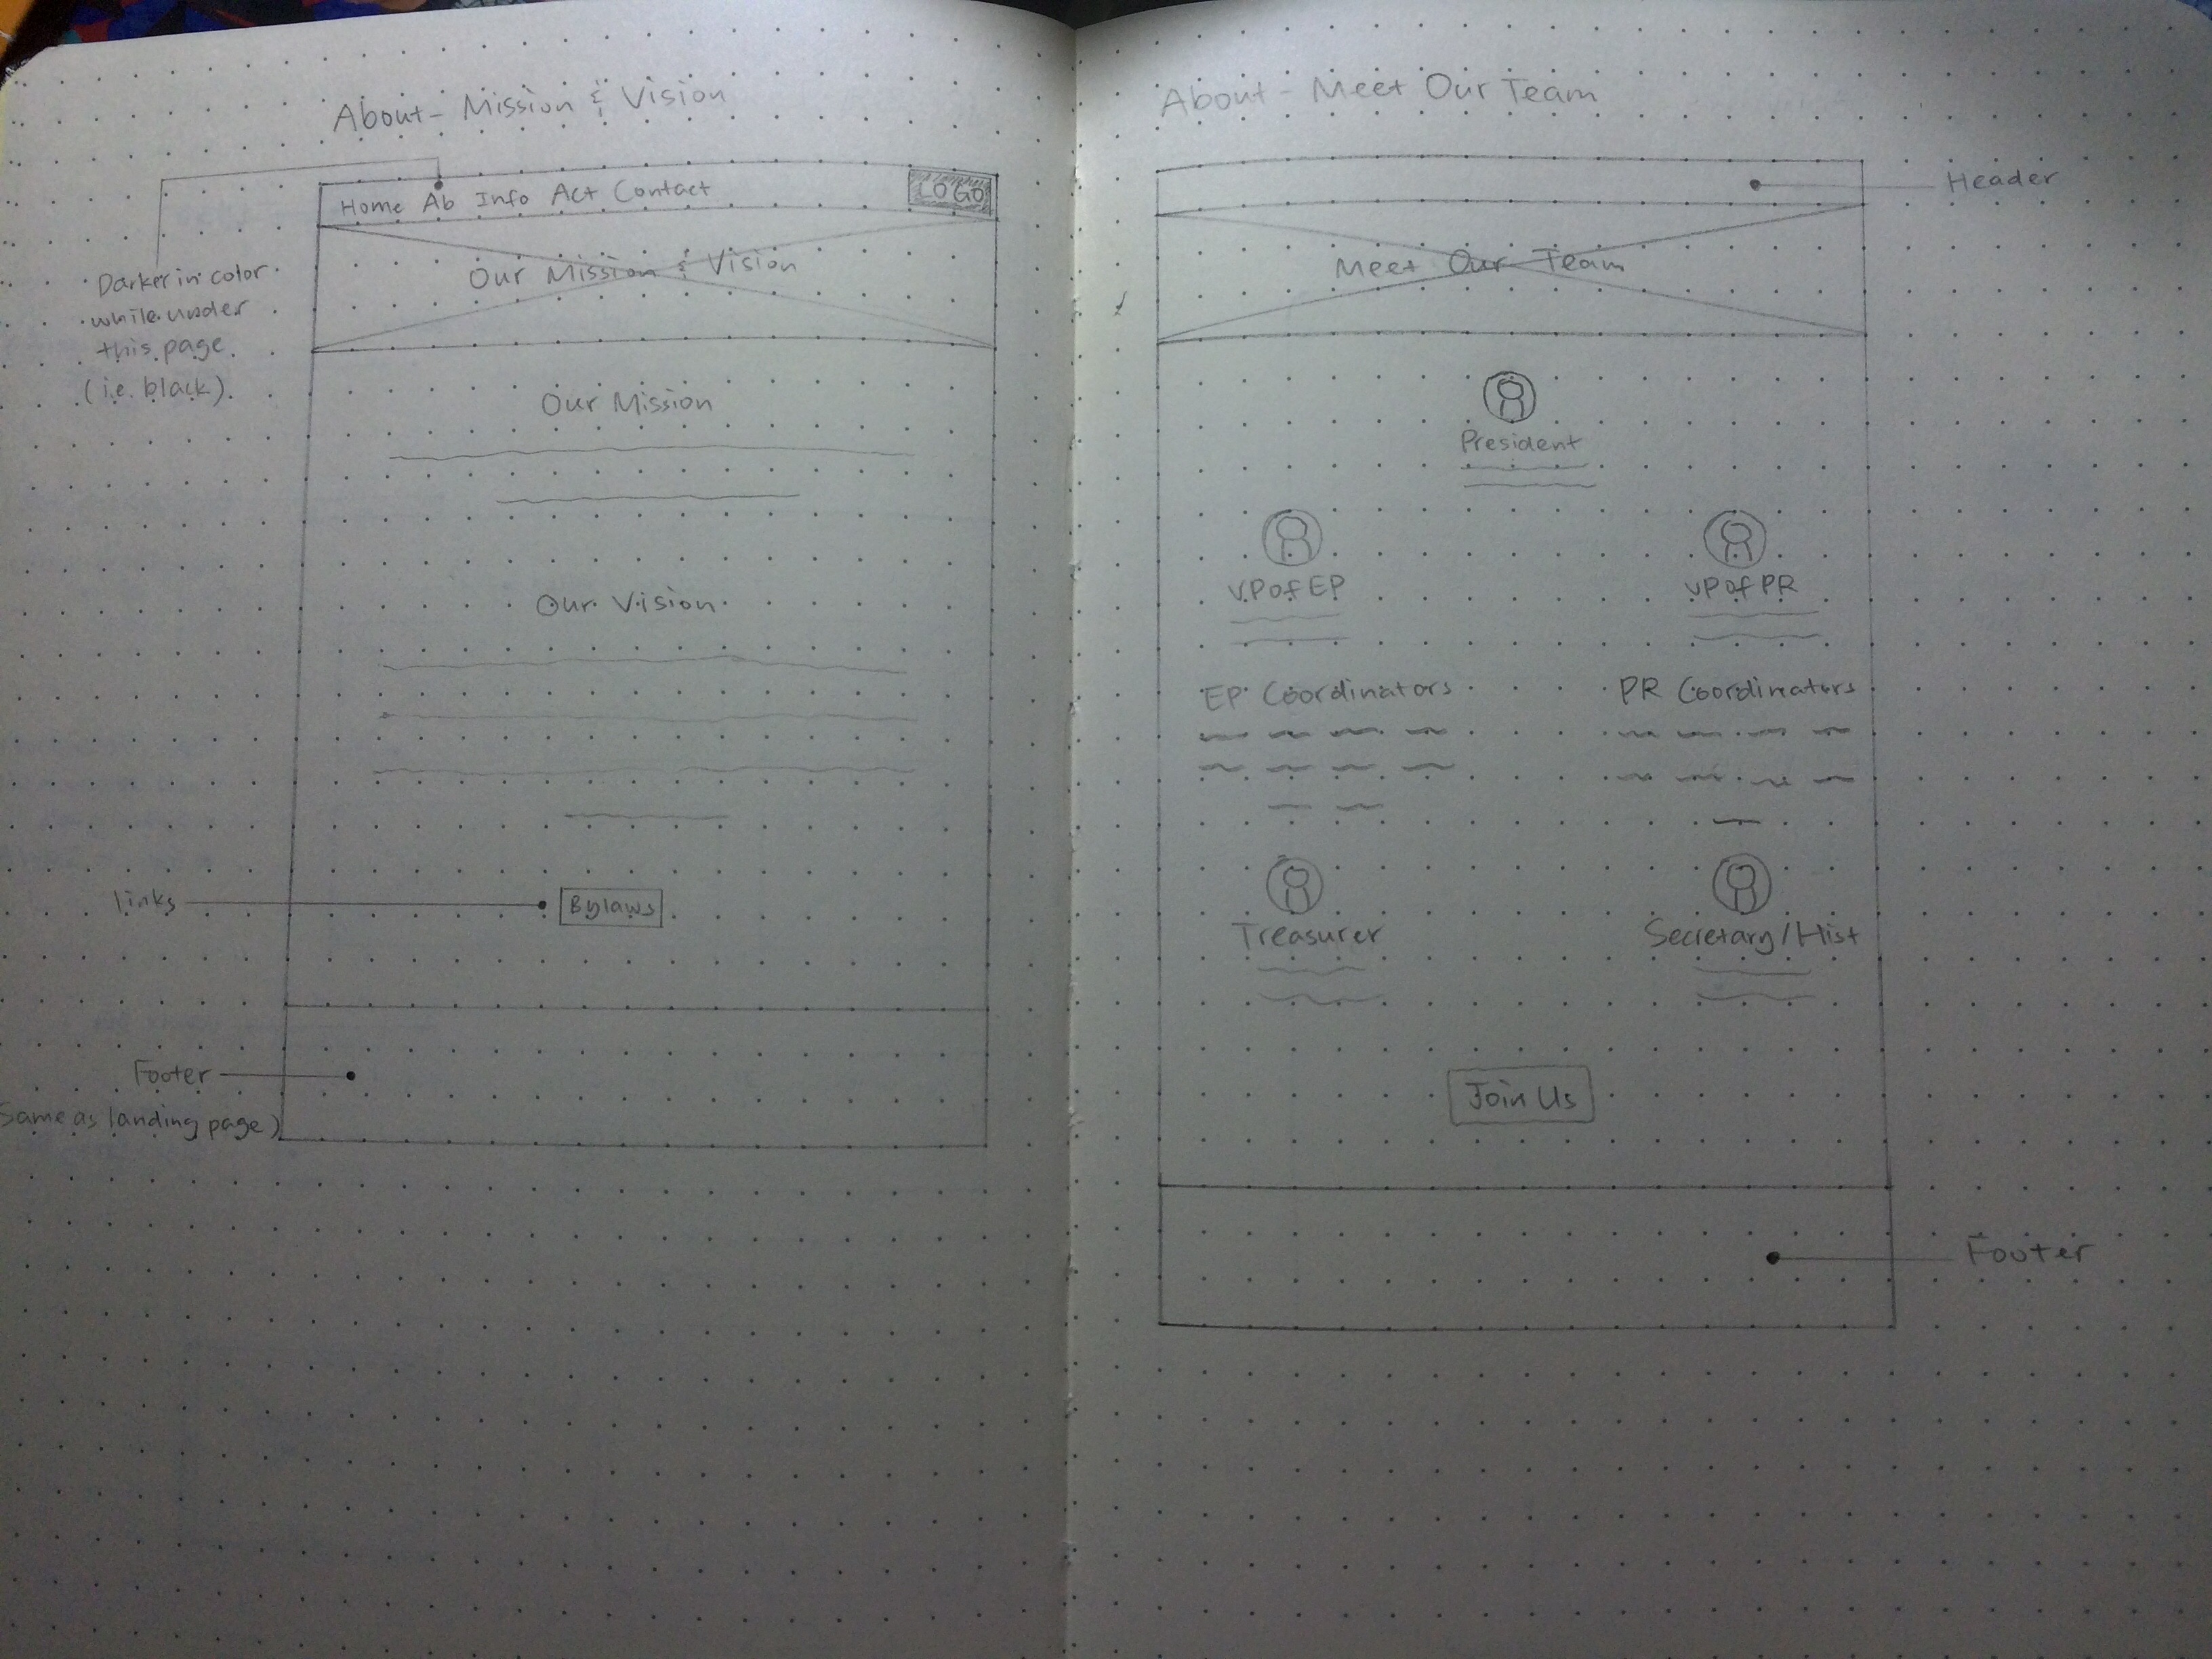 About - Mission & Vision
Home Ab Info Act Contact LOGO
Darker in color
while under
this page
(i.e. black)
Our Mission & Vision
Our Mission
Our Vision
links
Bylaws
Footer
Same as landing page)
About - Meet Our Team
Header
Meet Our Team
President
VP of EP
VP of PR
EP Coordinators
PR Coordinators
Treasurer
Secretary/Hist
Join Us
Footer